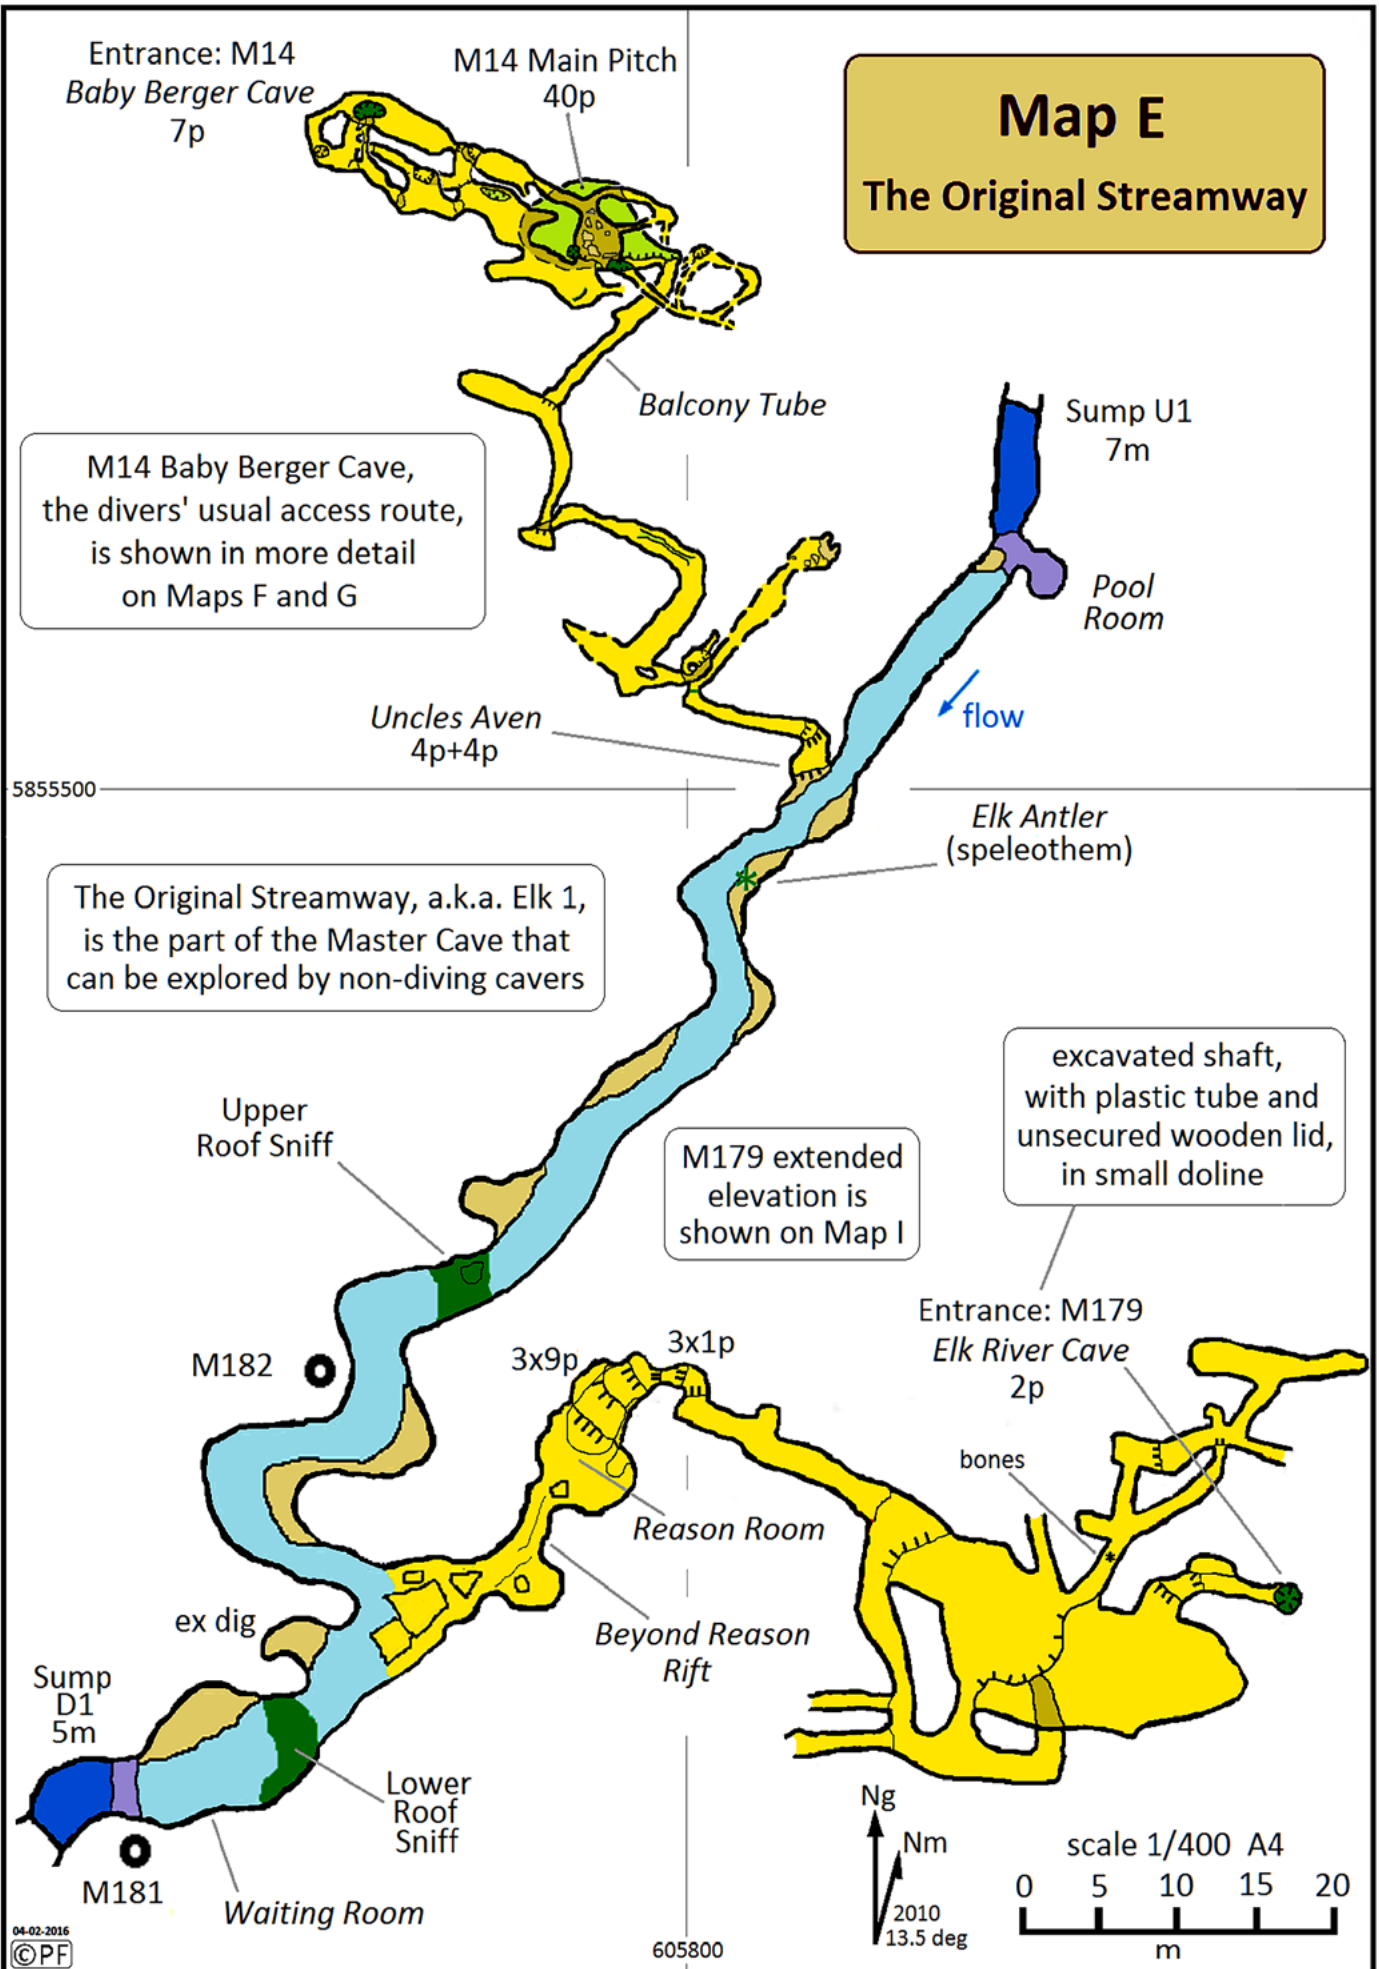 Entrance: M14
Baby Berger Cave
7p
M14 Main Pitch
40p
Map E
The Original Streamway
Balcony Tube
Sump U1
7m
M14 Baby Berger Cave,
the divers' usual access route,
is shown in more detail
on Maps F and G
Pool
Room
flow
Uncles Aven
4p+4p
5855500
Elk Antler
(speleothem)
The Original Streamway, a.k.a. Elk 1,
is the part of the Master Cave that
can be explored by non-diving cavers
excavated shaft,
with plastic tube and
unsecured wooden lid,
in small doline
Upper
Roof Sniff
M179 extended
elevation is
shown on Map I
Entrance: M179
Elk River Cave
2p
M182
3x9p
3x1p
bones
Reason Room
ex dig
Beyond Reason
Rift
Sump
D1
5m
Lower
Roof
Sniff
M181
Waiting Room
Ng
Nm
2010
13.5 deg
scale 1/400 A4
0 5 10 15 20
m
04-02-2016
©PF
605800